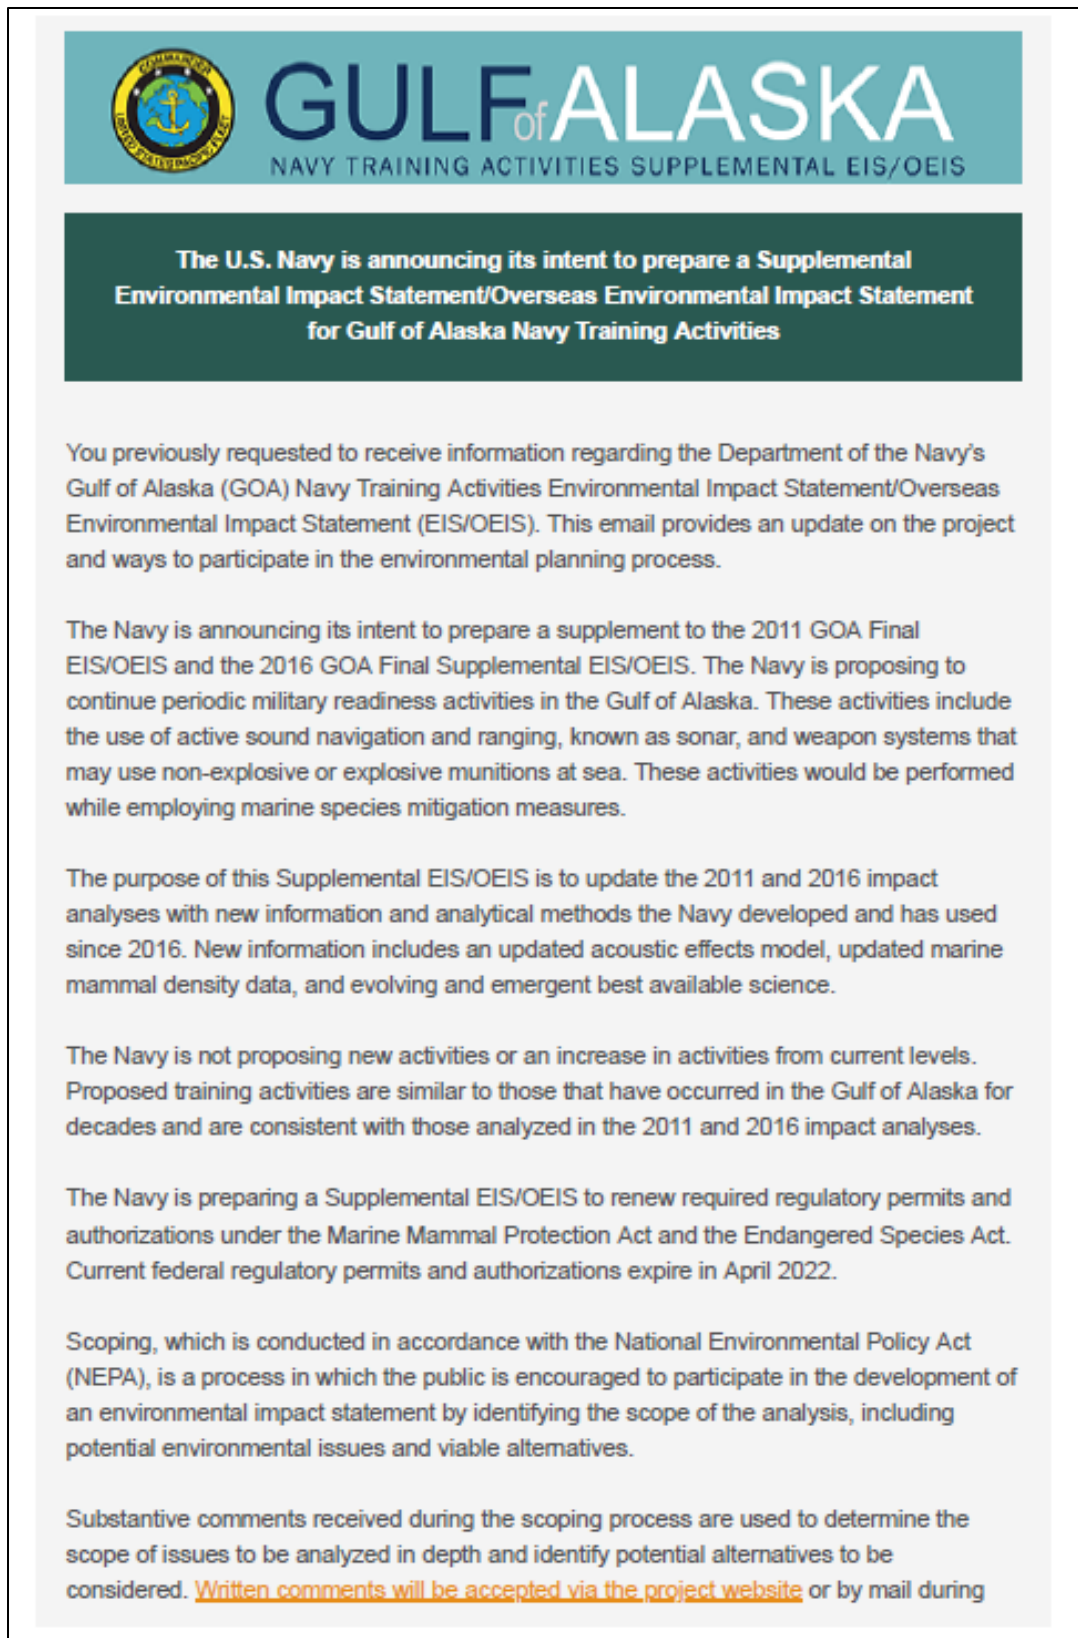 COMMANDER
UNITED STATES PACIFIC FLEET
GULF of ALASKA
NAVY TRAINING ACTIVITIES SUPPLEMENTAL EIS/OEIS
The U.S. Navy is announcing its intent to prepare a Supplemental
Environmental Impact Statement/Overseas Environmental Impact Statement
for Gulf of Alaska Navy Training Activities
You previously requested to receive information regarding the Department of the Navy's
Gulf of Alaska (GOA) Navy Training Activities Environmental Impact Statement/Overseas
Environmental Impact Statement (EIS/OEIS). This email provides an update on the project
and ways to participate in the environmental planning process.
The Navy is announcing its intent to prepare a supplement to the 2011 GOA Final
EIS/OEIS and the 2016 GOA Final Supplemental EIS/OEIS. The Navy is proposing to
continue periodic military readiness activities in the Gulf of Alaska. These activities include
the use of active sound navigation and ranging, known as sonar, and weapon systems that
may use non-explosive or explosive munitions at sea. These activities would be performed
while employing marine species mitigation measures.
The purpose of this Supplemental EIS/OEIS is to update the 2011 and 2016 impact
analyses with new information and analytical methods the Navy developed and has used
since 2016. New information includes an updated acoustic effects model, updated marine
mammal density data, and evolving and emergent best available science.
The Navy is not proposing new activities or an increase in activities from current levels.
Proposed training activities are similar to those that have occurred in the Gulf of Alaska for
decades and are consistent with those analyzed in the 2011 and 2016 impact analyses.
The Navy is preparing a Supplemental EIS/OEIS to renew required regulatory permits and
authorizations under the Marine Mammal Protection Act and the Endangered Species Act.
Current federal regulatory permits and authorizations expire in April 2022.
Scoping, which is conducted in accordance with the National Environmental Policy Act
(NEPA), is a process in which the public is encouraged to participate in the development of
an environmental impact statement by identifying the scope of the analysis, including
potential environmental issues and viable alternatives.
Substantive comments received during the scoping process are used to determine the
scope of issues to be analyzed in depth and identify potential alternatives to be
considered. Written comments will be accepted via the project website or by mail during